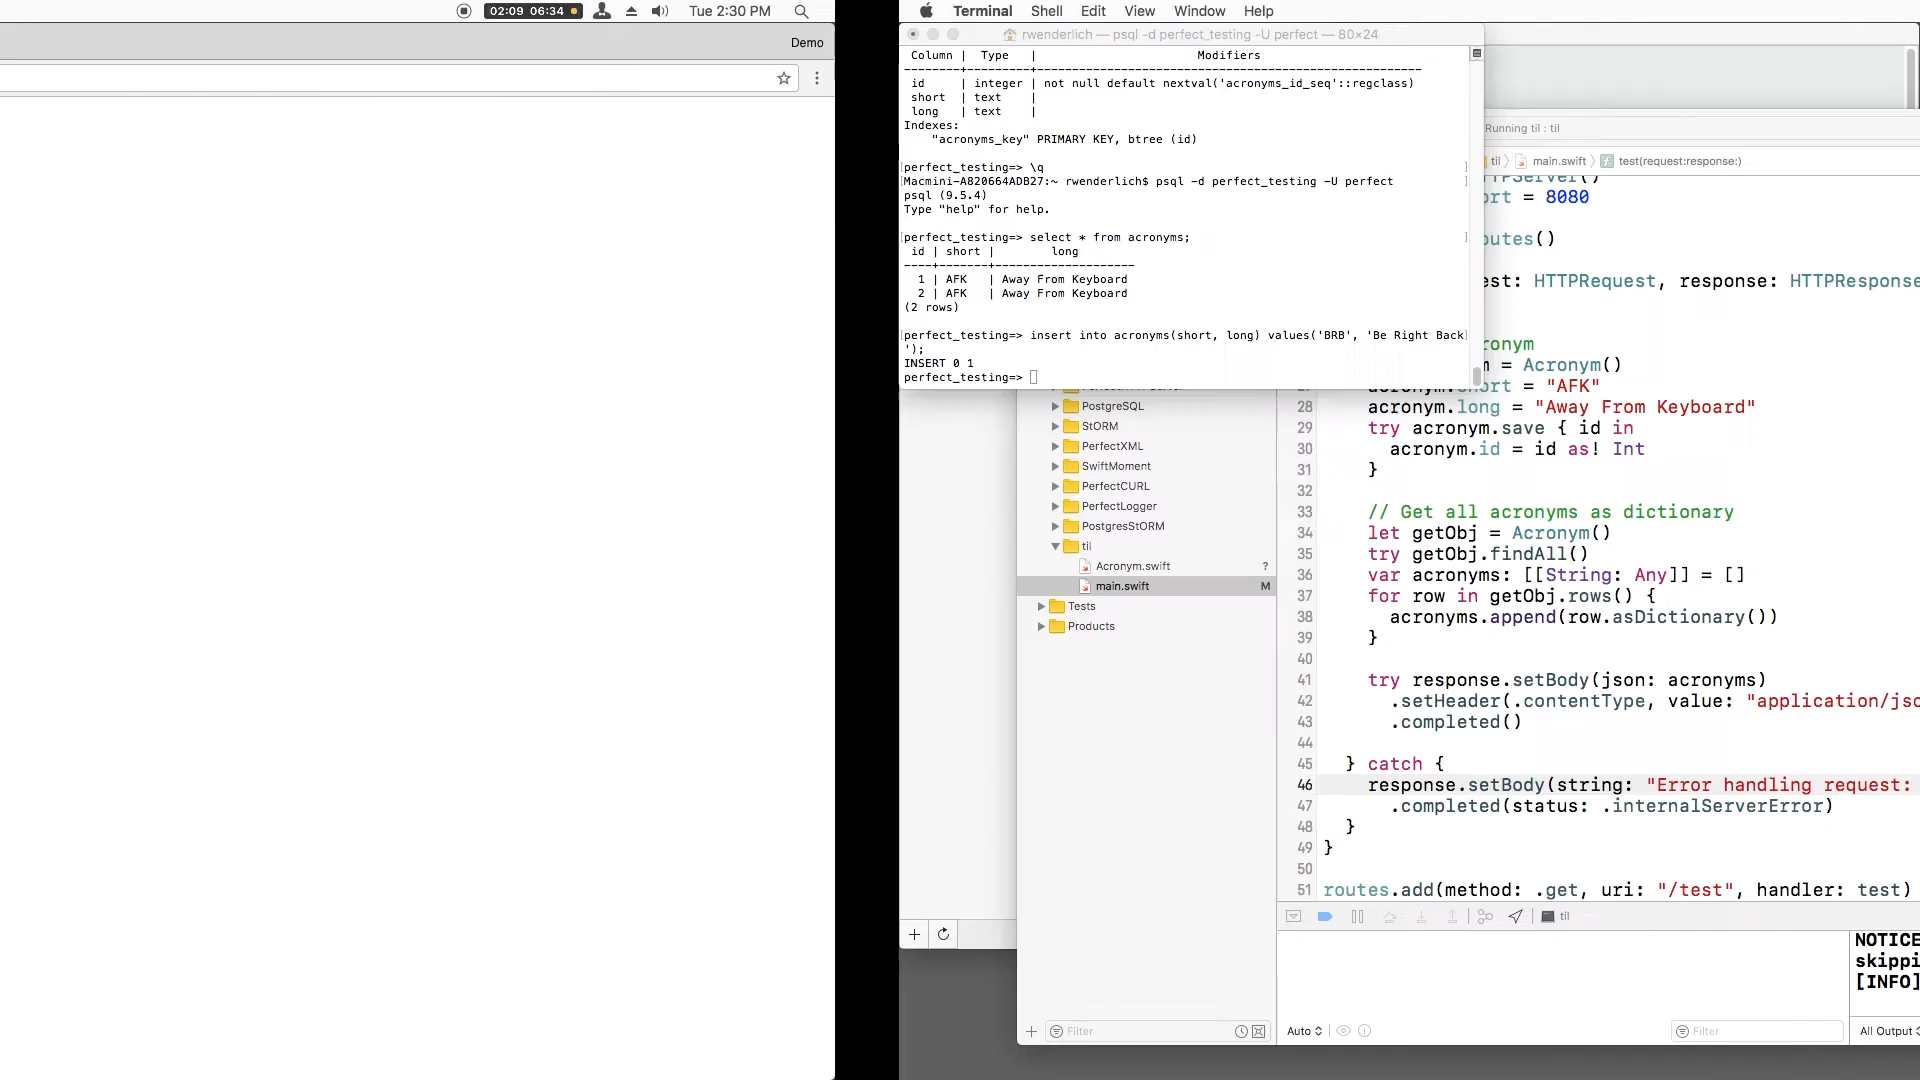 02:09 06:34
Tue 2:30 PM
Demo
Terminal Shell Edit View Window Help
rwenderlich — psql -d perfect_testing -U perfect — 80×24
Column | Type | Modifiers
--------+---------+-------------------------------------------------------
id | integer | not null default nextval('acronyms_id_seq'::regclass)
short | text |
long | text |
Indexes:
"acronyms_key" PRIMARY KEY, btree (id)
perfect_testing=> \q
Macmini-A820664ADB27:~ rwenderlich$ psql -d perfect_testing -U perfect
psql (9.5.4)
Type "help" for help.
perfect_testing=> select * from acronyms;
id | short | long
----+-------+--------------------
1 | AFK | Away From Keyboard
2 | AFK | Away From Keyboard
(2 rows)
perfect_testing=> insert into acronyms(short, long) values('BRB', 'Be Right Back
');
INSERT 0 1
perfect_testing=>
Running til : til
til main.swift test(request:response:)
ort = 8080
outes()
est: HTTPRequest, response: HTTPResponse
ronym
m = Acronym()
= "AFK"
28 acronym.long = "Away From Keyboard"
29 try acronym.save { id in
30 acronym.id = id as! Int
31 }
32
33 // Get all acronyms as dictionary
34 let getObj = Acronym()
35 try getObj.findAll()
36 var acronyms: [[String: Any]] = []
37 for row in getObj.rows() {
38 acronyms.append(row.asDictionary())
39 }
40
41 try response.setBody(json: acronyms)
42 .setHeader(.contentType, value: "application/jso
43 .completed()
44
45 } catch {
46 response.setBody(string: "Error handling request:
47 .completed(status: .internalServerError)
48 }
49 }
50
51 routes.add(method: .get, uri: "/test", handler: test)
PostgreSQL
StORM
PerfectXML
SwiftMoment
PerfectCURL
PerfectLogger
PostgresStORM
til
Acronym.swift ?
main.swift M
Tests
Products
Filter
til
NOTICE
skippi
[INFO]
Auto
Filter
All Output